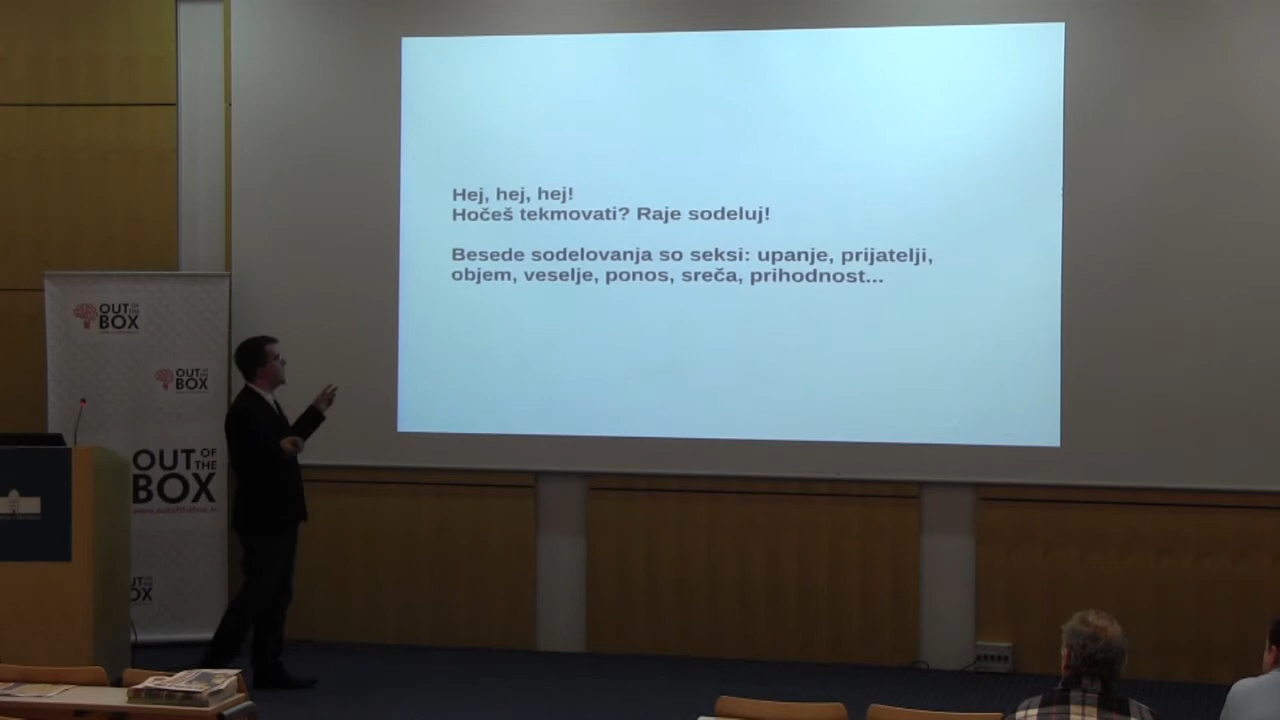 Hej, hej, hej!
Hočeš tekmovati? Raje sodeluj!
Besede sodelovanja so seksi: upanje, prijatelji,
objem, veselje, ponos, sreča, prihodnost...
OUT OF THE BOX
OUT OF THE BOX
OUT OF THE BOX